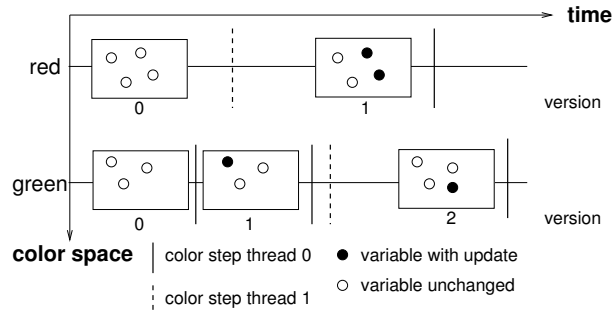 time
red
0
1
version
green
0
1
2
version
color space
color step thread 0
variable with update
color step thread 1
variable unchanged